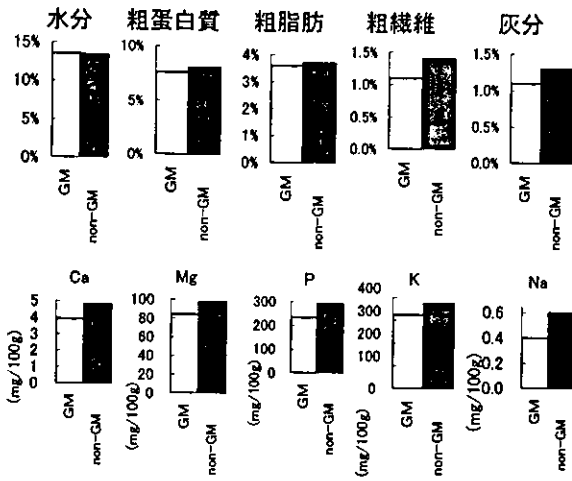 水分
15%
10%
5%
0%
GM
non-GM
粗蛋白質
10%
5%
0%
GM
non-GM
粗脂肪
4%
3%
2%
1%
0%
GM
non-GM
粗繊維
1.5%
1.0%
0.5%
0.0%
GM
non-GM
灰分
1.5%
1.0%
0.5%
0.0%
GM
non-GM
Ca
5
4
3
2
1
0
(mg/100g)
GM
non-GM
Mg
100
80
60
40
20
0
(mg/100g)
GM
non-GM
P
300
200
100
0
(mg/100g)
GM
non-GM
K
400
300
200
100
0
(mg/100g)
GM
non-GM
Na
0.6
0.4
0.2
0.0
(mg/100g)
GM
non-GM